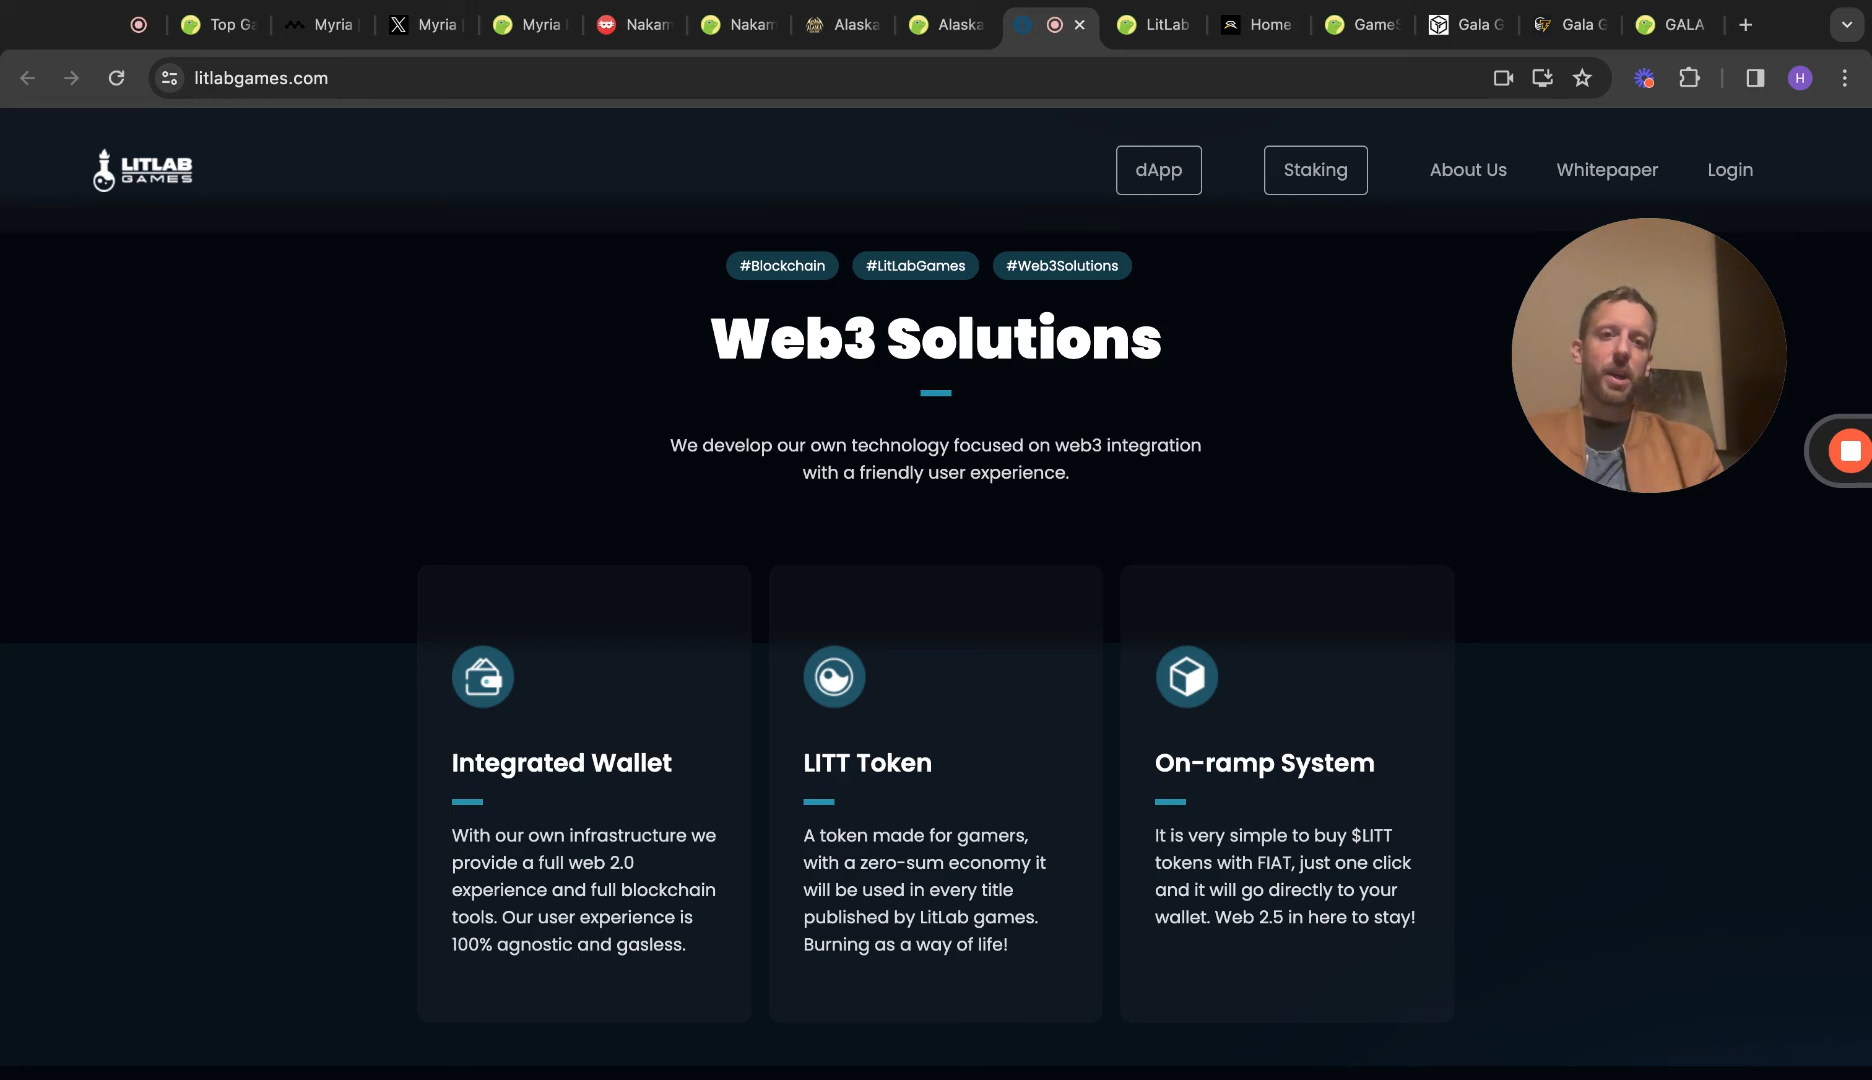 Top Ga
Myria
Myria
Myria
Nakam
Nakam
Alaska
Alaska
LitLab
Home
GameS
Gala G
Gala G
GALA
litlabgames.com
H
LITLAB
GAMES
dApp
Staking
About Us
Whitepaper
Login
#Blockchain
#LitLabGames
#Web3Solutions
Web3 Solutions
We develop our own technology focused on web3 integration
with a friendly user experience.
Integrated Wallet
With our own infrastructure we
provide a full web 2.0
experience and full blockchain
tools. Our user experience is
100% agnostic and gasless.
LITT Token
A token made for gamers,
with a zero-sum economy it
will be used in every title
published by LitLab games.
Burning as a way of life!
On-ramp System
It is very simple to buy $LITT
tokens with FIAT, just one click
and it will go directly to your
wallet. Web 2.5 in here to stay!